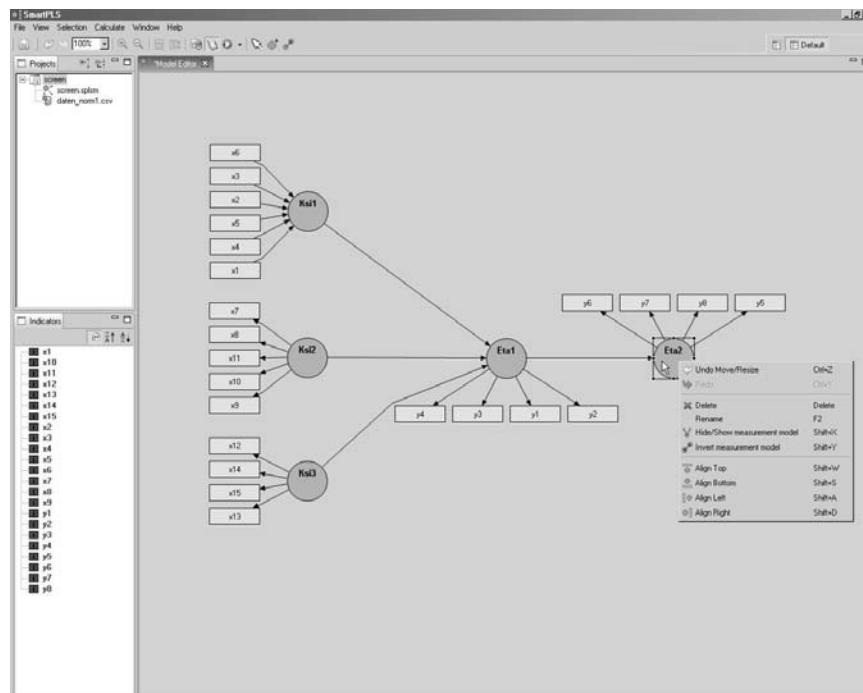 SmartPLS
File View Selection Calculate Window Help
100%
Default
Projects
screen
screen.splsm
daten_norm1.csv
*Model Editor
x6
x3
x2
x5
x4
x1
Ksi1
x7
x8
x11
x10
x9
Ksi2
x12
x14
x15
x13
Ksi3
Eta1
y4
y3
y1
y2
y6
y7
y8
y5
Eta2
Undo Move/Resize Ctrl+Z
Redo Ctrl+Y
Delete Delete
Rename F2
Hide/Show measurement model Shift+X
Invert measurement model Shift+Y
Align Top Shift+W
Align Bottom Shift+S
Align Left Shift+A
Align Right Shift+D
Indicators
x1
x10
x11
x12
x13
x14
x15
x2
x3
x4
x5
x6
x7
x8
x9
y1
y2
y3
y4
y5
y6
y7
y8